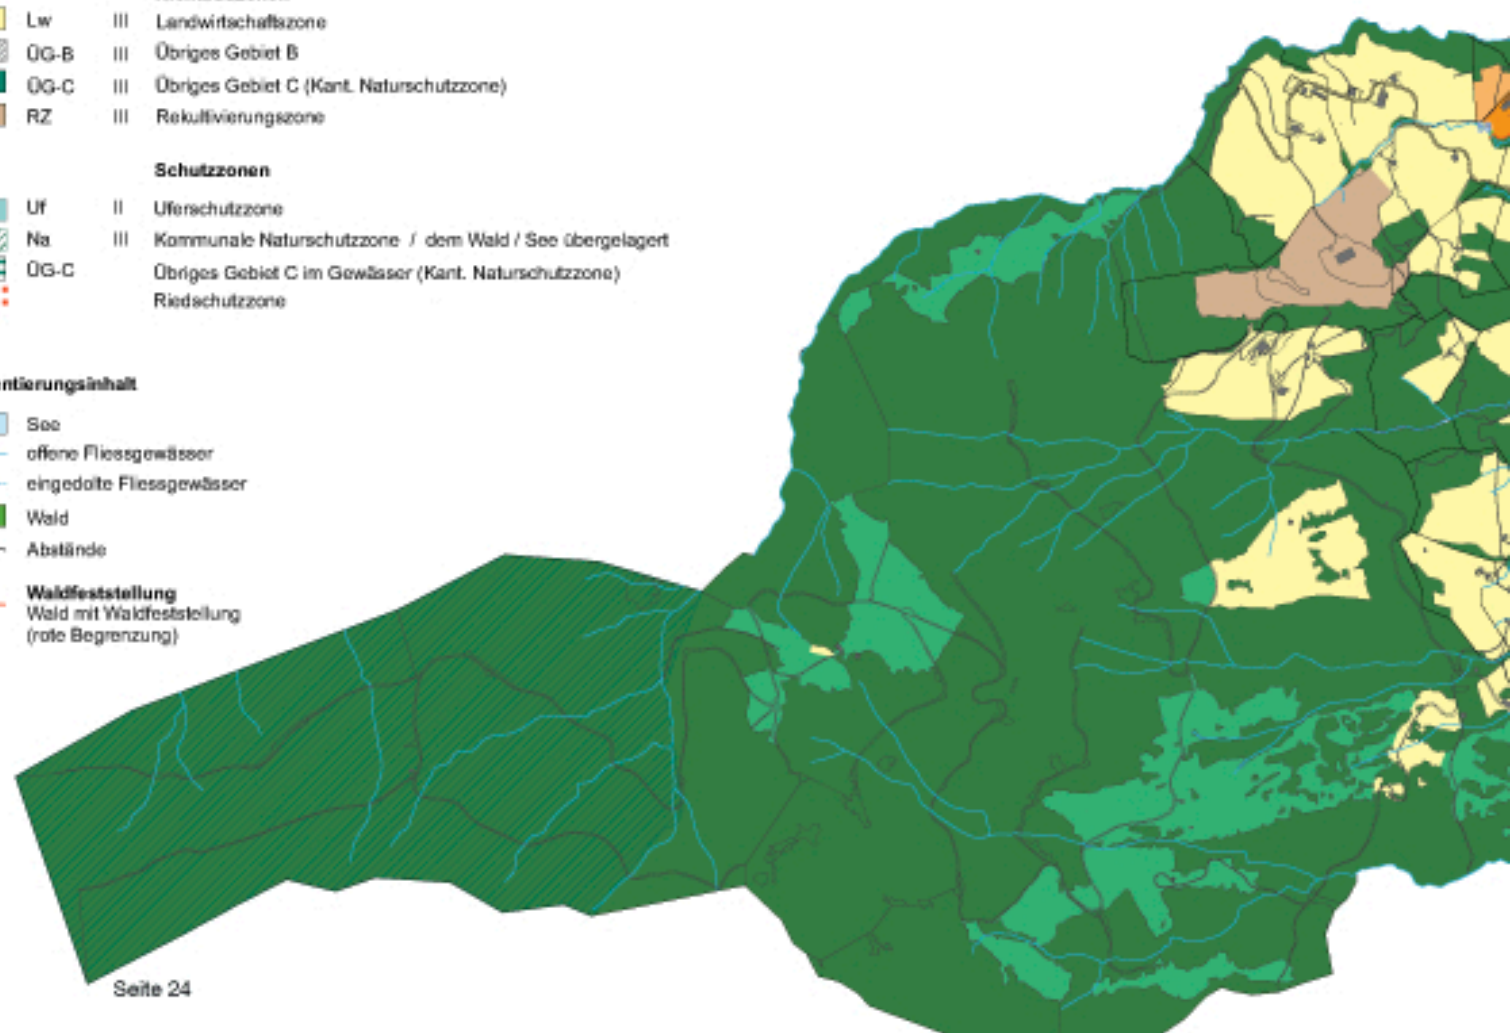 Lw III Landwirtschaftszone
ÜG-B III Übriges Gebiet B
ÜG-C III Übriges Gebiet C (Kant. Naturschutzzone)
RZ III Rekultivierungszone
Schutzzonen
Uf II Uferschutzzone
Na III Kommunale Naturschutzzone / dem Wald / See übergelagert
ÜG-C Übriges Gebiet C im Gewässer (Kant. Naturschutzzone)
Riedschutzzone
entierungsinhalt
See
offene Fliessgewässer
eingedolte Fliessgewässer
Wald
Abstände
Waldfeststellung
Wald mit Waldfeststellung
(rote Begrenzung)
Seite 24